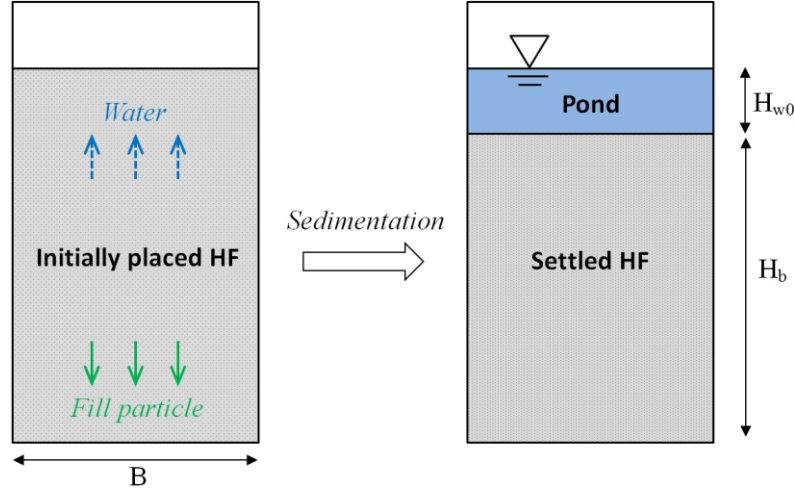 Water
Initially placed HF
Fill particle
B
Sedimentation
Pond
Settled HF
H_w0
H_b